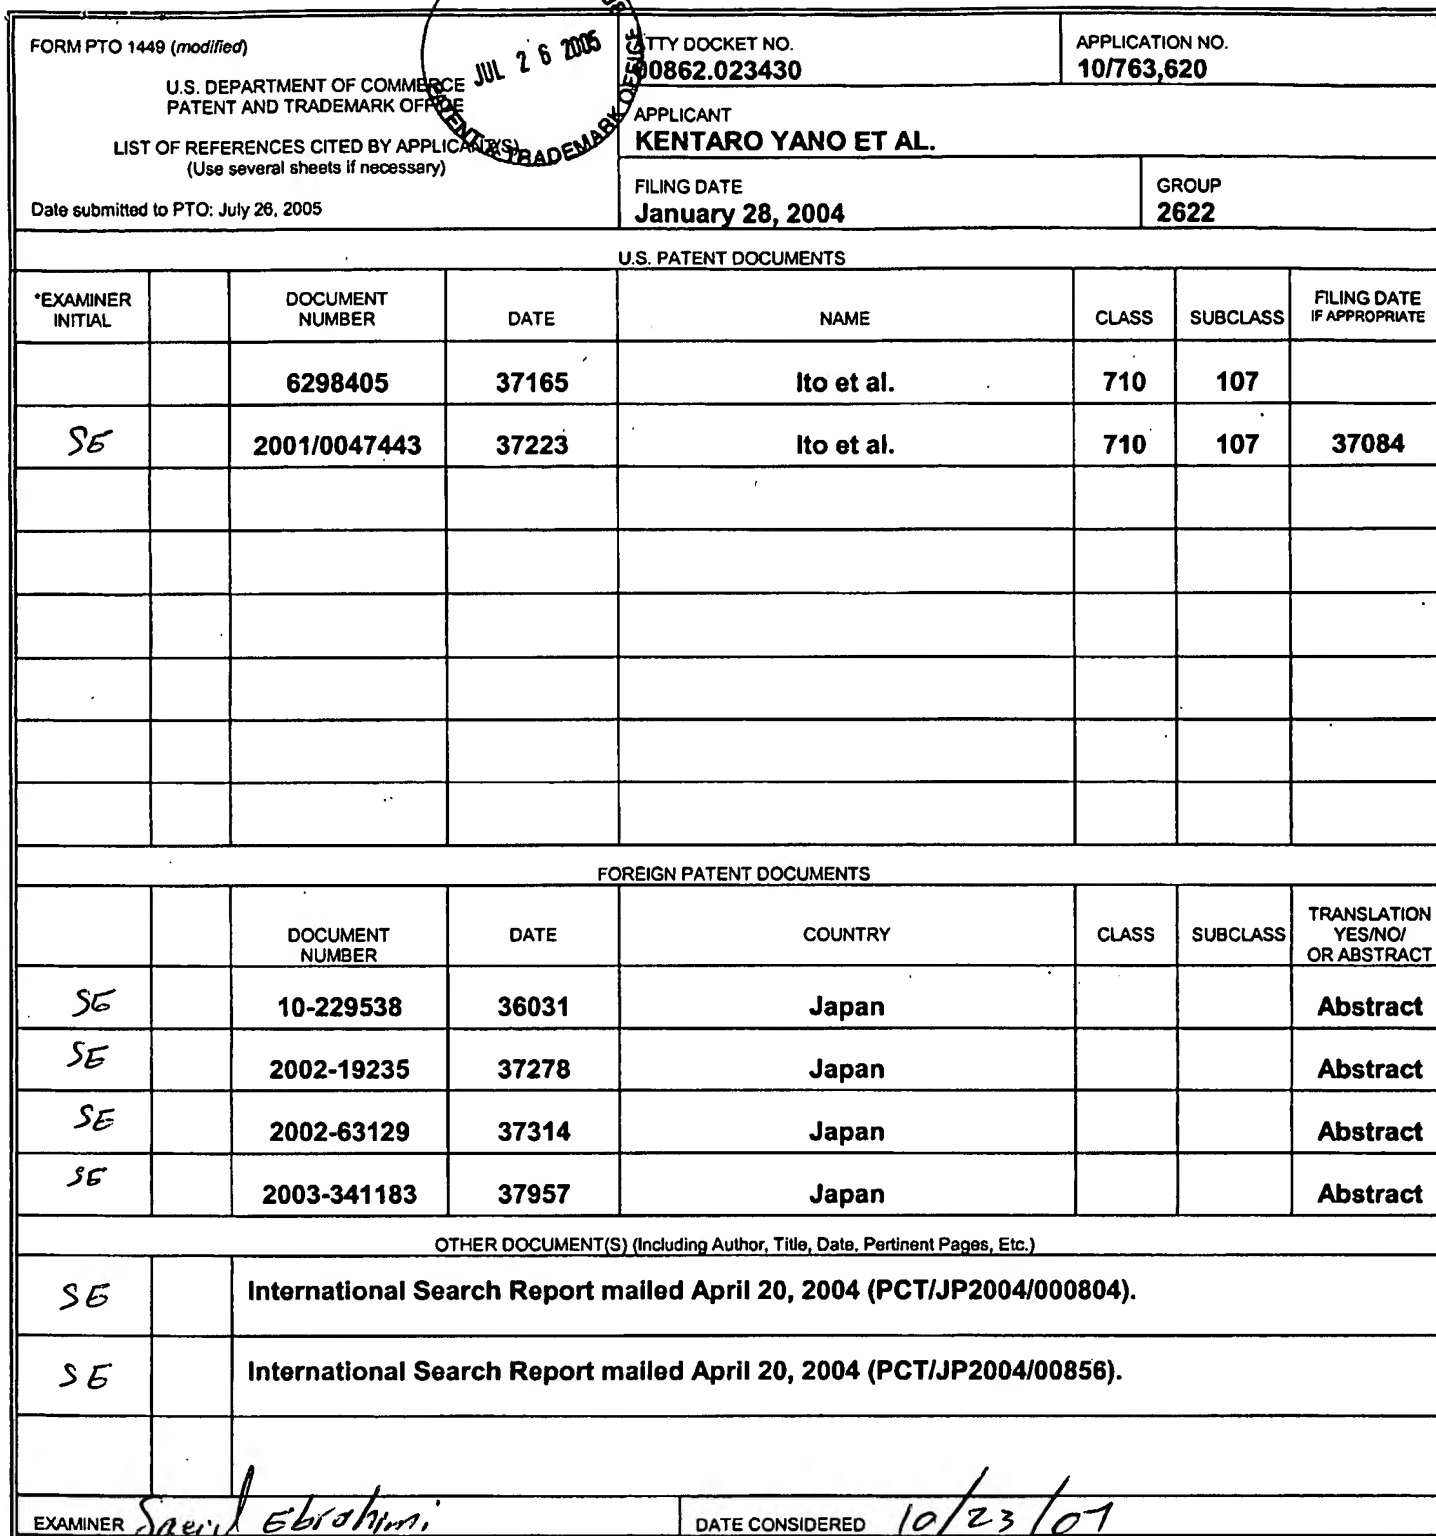 FORM PTO 1449 (modified)
U.S. DEPARTMENT OF COMMERCE
PATENT AND TRADEMARK OFFICE
LIST OF REFERENCES CITED BY APPLICANT(S)
(Use several sheets if necessary)
Date submitted to PTO: July 26, 2005
JUL 26 2005
PATENT & TRADEMARK OFFICE
ATTY DOCKET NO.
00862.023430
APPLICATION NO.
10/763,620
APPLICANT
KENTARO YANO ET AL.
FILING DATE
January 28, 2004
GROUP
2622
U.S. PATENT DOCUMENTS
*EXAMINER INITIAL DOCUMENT NUMBER DATE NAME CLASS SUBCLASS FILING DATE IF APPROPRIATE
6298405 37165 Ito et al. 710 107
SE 2001/0047443 37223 Ito et al. 710 107 37084
FOREIGN PATENT DOCUMENTS
DOCUMENT NUMBER DATE COUNTRY CLASS SUBCLASS TRANSLATION YES/NO/ OR ABSTRACT
SE 10-229538 36031 Japan Abstract
SE 2002-19235 37278 Japan Abstract
SE 2002-63129 37314 Japan Abstract
SE 2003-341183 37957 Japan Abstract
OTHER DOCUMENT(S) (Including Author, Title, Date, Pertinent Pages, Etc.)
SE International Search Report mailed April 20, 2004 (PCT/JP2004/000804).
SE International Search Report mailed April 20, 2004 (PCT/JP2004/00856).
EXAMINER Saeid Ebrahimi DATE CONSIDERED 10/23/07